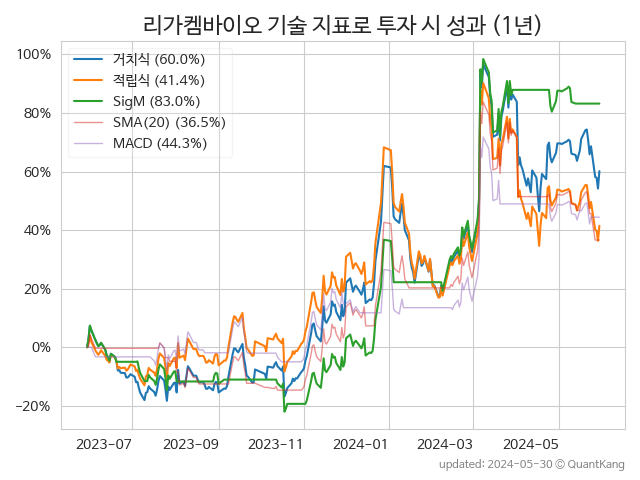 리가켐바이오 기술 지표로 투자 시 성과 (1년)
100%
80%
60%
40%
20%
0%
−20%
거치식 (60.0%)
적립식 (41.4%)
SigM (83.0%)
SMA(20) (36.5%)
MACD (44.3%)
2023-07
2023-09
2023-11
2024-01
2024-03
2024-05
updated: 2024-05-30 © QuantKang